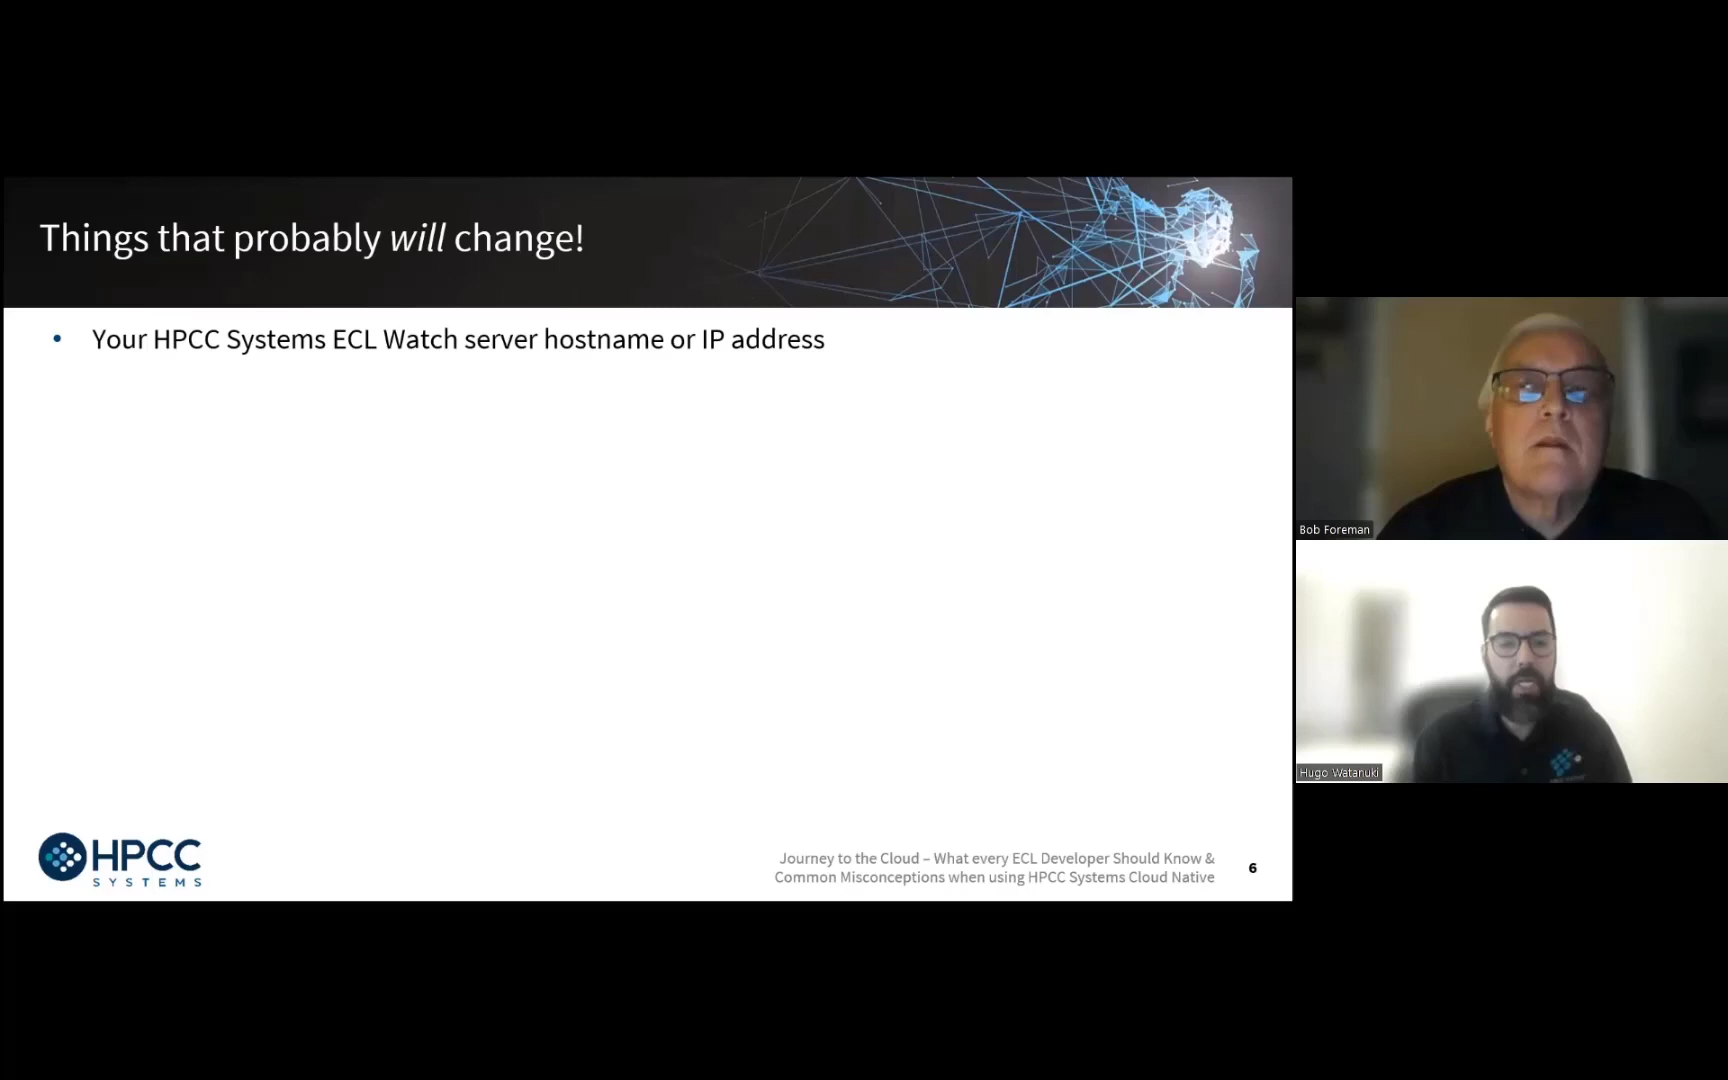 Things that probably will change!
• Your HPCC Systems ECL Watch server hostname or IP address
Bob Foreman
Hugo Watanuki
HPCC
SYSTEMS
Journey to the Cloud – What every ECL Developer Should Know &
Common Misconceptions when using HPCC Systems Cloud Native
6